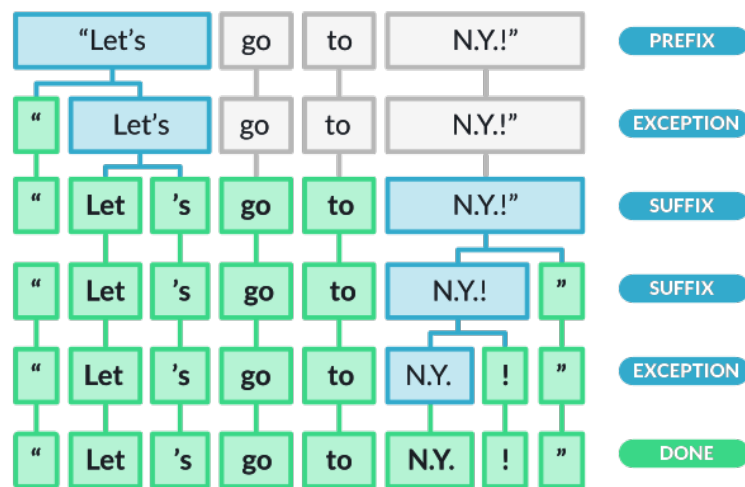 “Let’s go to N.Y.!” PREFIX
“ Let’s go to N.Y.!” EXCEPTION
“ Let ’s go to N.Y.!” SUFFIX
“ Let ’s go to N.Y.! ” SUFFIX
“ Let ’s go to N.Y. ! ” EXCEPTION
“ Let ’s go to N.Y. ! ” DONE